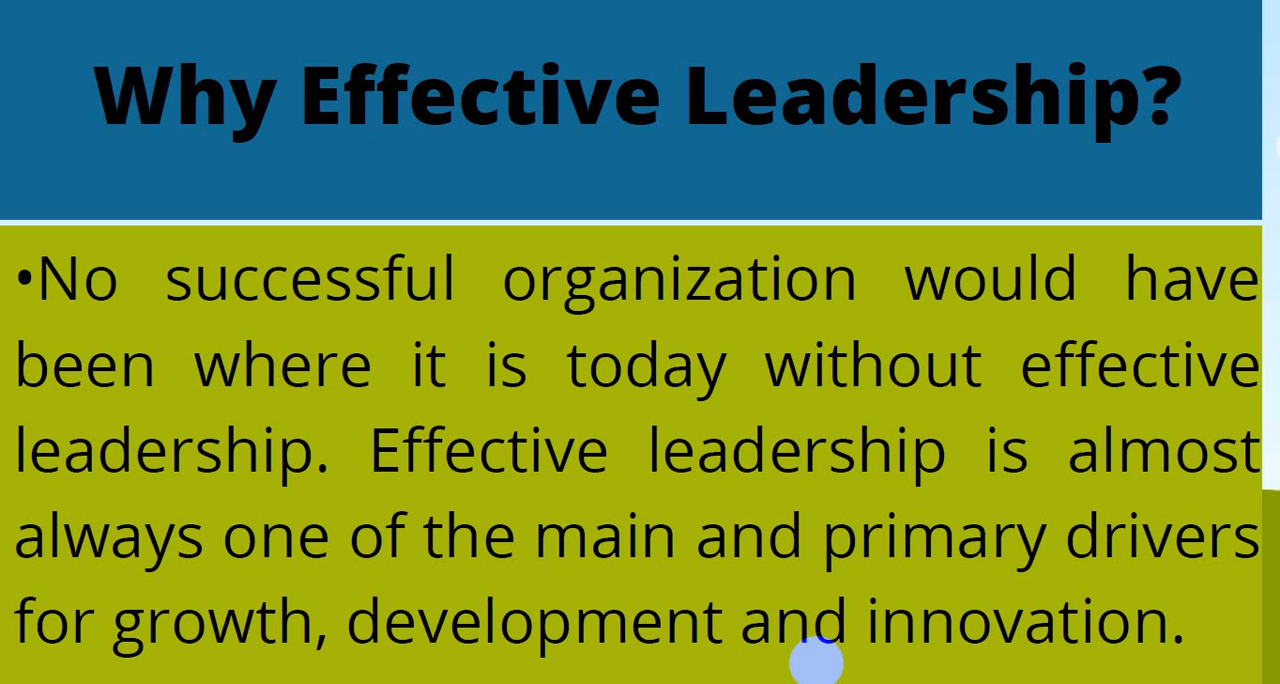 Why Effective Leadership?
•No successful organization would have
been where it is today without effective
leadership. Effective leadership is almost
always one of the main and primary drivers
for growth, development and innovation.